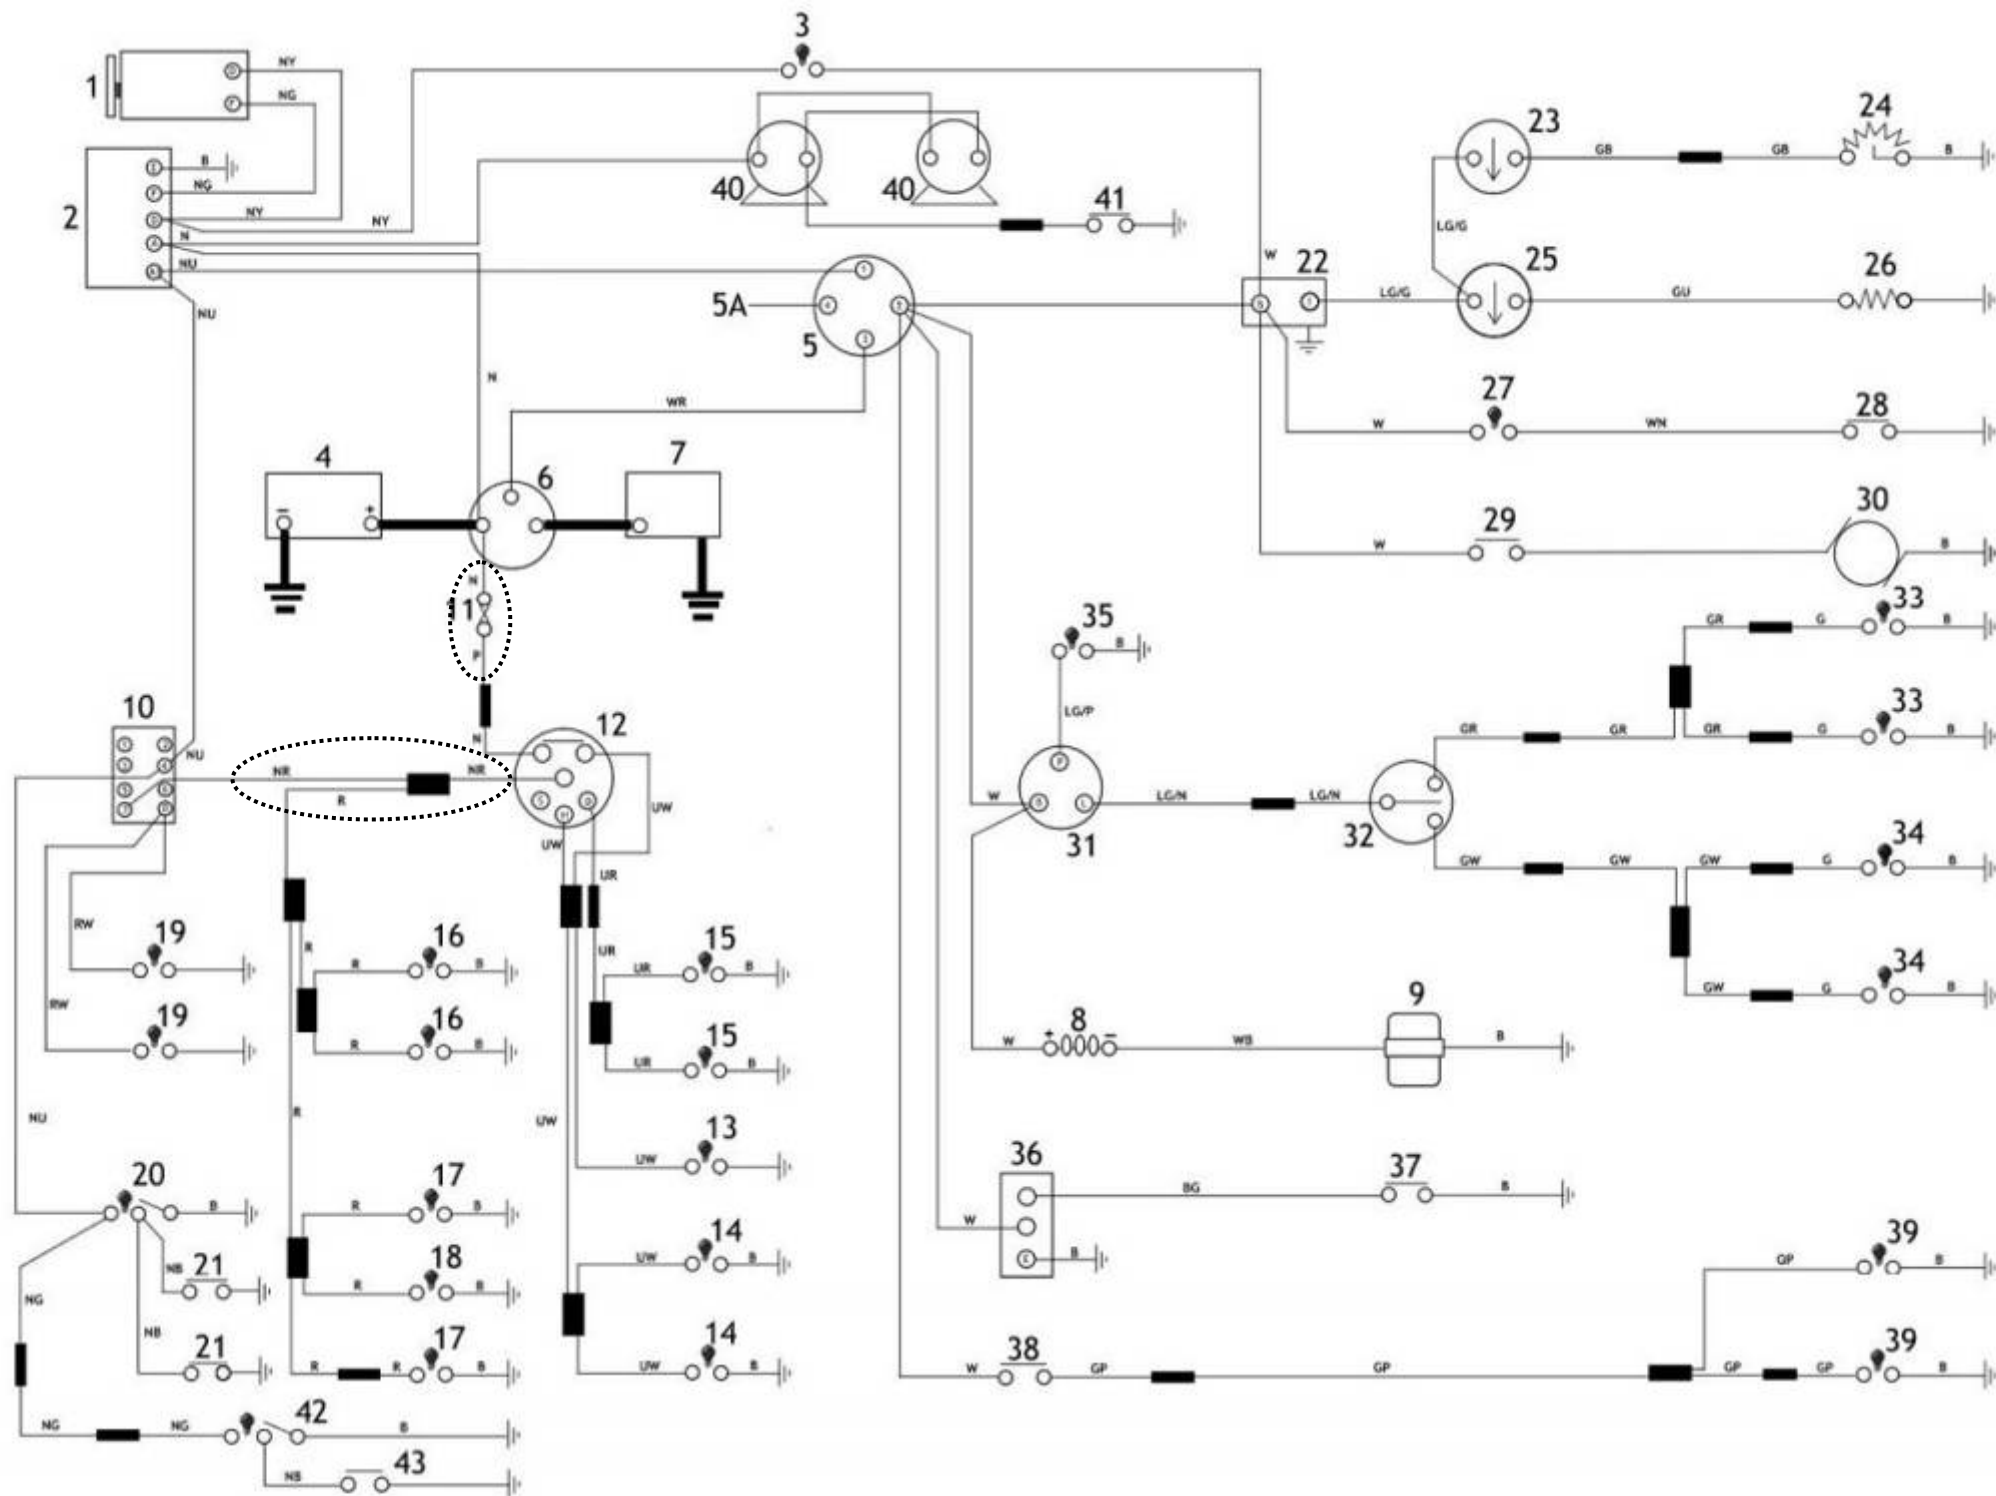 3
1
D
NY
F
NG
2
E
B
F
NG
D
NY
NY
A
N
NU
NU
40
40
41
23
24
GB
GB
B
LG/G
W
22
25
26
5A
5
LG/G
GU
N
WR
27
28
W
WN
4
6
7
-
+
29
30
W
B
N
11
P
N
35
B
LG/P
33
GR
G
B
10
12
33
NU
NR
NR
R
UW
UW
UR
GR
GR
GR
G
B
W
31
LG/N
LG/N
32
34
GW
GW
GW
G
B
RW
19
R
16
R
B
UR
15
UR
B
34
GW
G
B
RW
19
16
R
B
15
UR
B
+
8
-
9
W
WB
B
NU
R
UW
13
UW
36
37
BG
B
W
E
B
20
B
17
R
B
14
UW
B
39
GP
B
NB
21
18
R
B
NG
NB
21
17
R
R
B
14
UW
B
38
W
GP
GP
39
GP
GP
B
42
NG
NG
B
43
NB